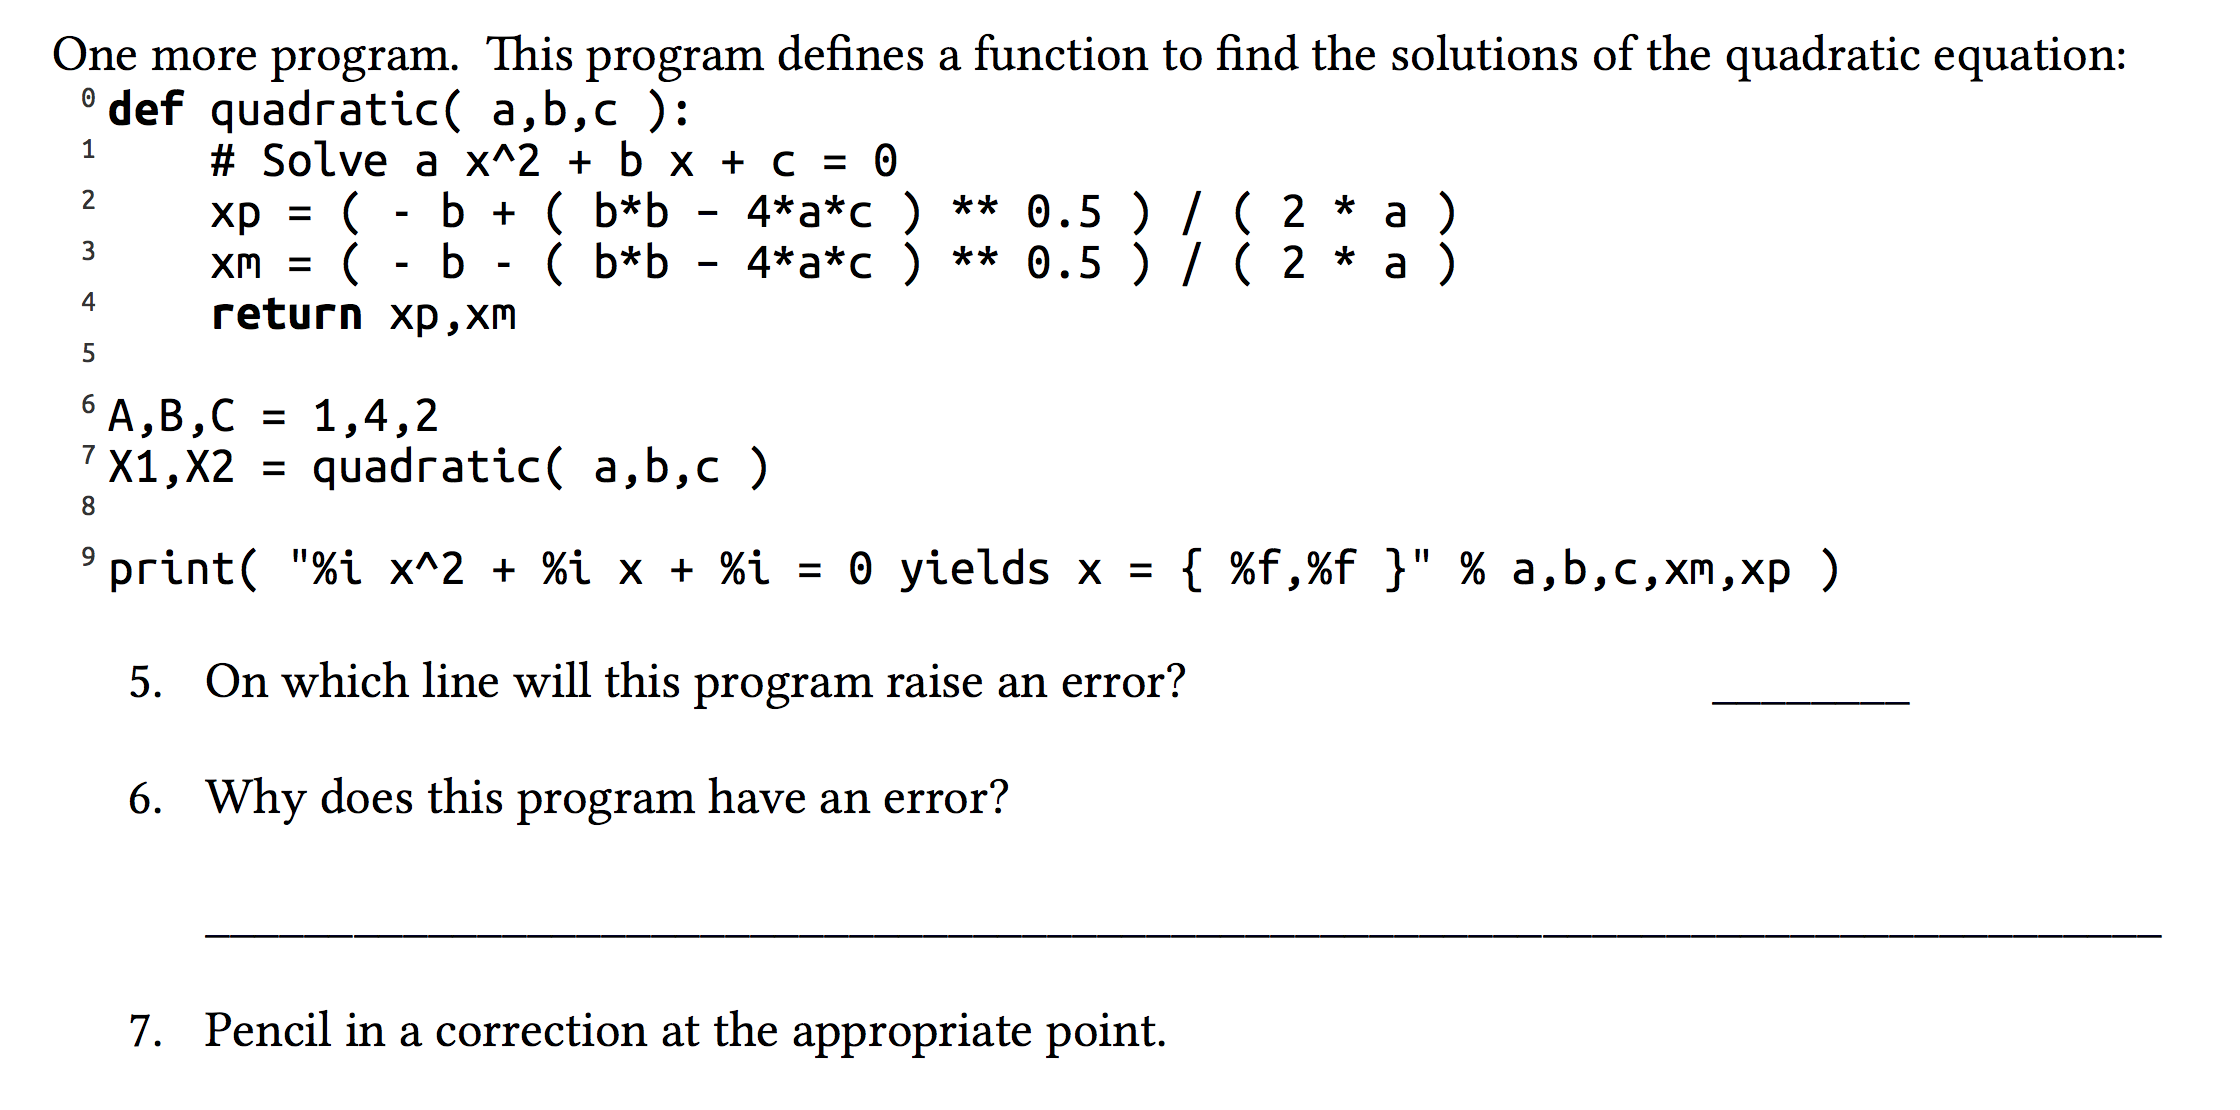 One more program. This program defines a function to find the solutions of the quadratic equation:
0 def quadratic( a,b,c ):
1     # Solve a x^2 + b x + c = 0
2     xp = ( - b + ( b*b – 4*a*c ) ** 0.5 ) / ( 2 * a )
3     xm = ( - b - ( b*b – 4*a*c ) ** 0.5 ) / ( 2 * a )
4     return xp,xm
5
6 A,B,C = 1,4,2
7 X1,X2 = quadratic( a,b,c )
8
9 print( "%i x^2 + %i x + %i = 0 yields x = { %f,%f }" % a,b,c,xm,xp )
5. On which line will this program raise an error? ________
6. Why does this program have an error?
7. Pencil in a correction at the appropriate point.